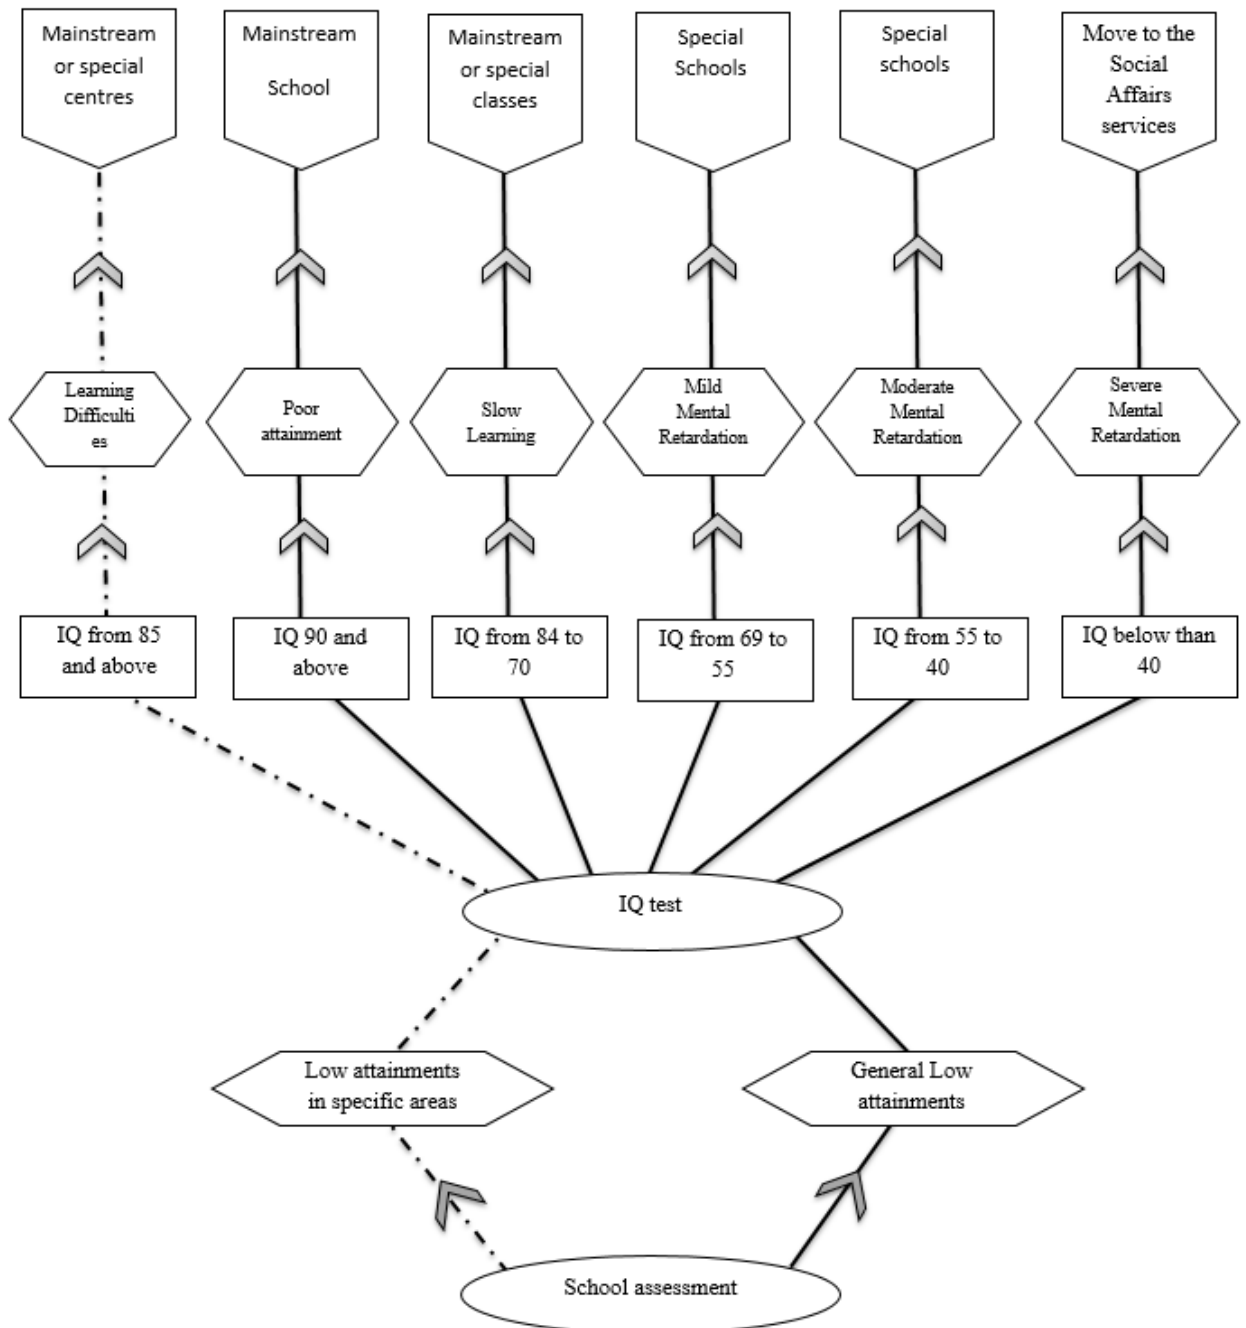 Mainstream
or special
centres
Mainstream
School
Mainstream
or special
classes
Special
Schools
Special
schools
Move to the
Social
Affairs
services
Learning
Difficulti
es
Poor
attainment
Slow
Learning
Mild
Mental
Retardation
Moderate
Mental
Retardation
Severe
Mental
Retardation
IQ from 85
and above
IQ 90 and
above
IQ from 84 to
70
IQ from 69 to
55
IQ from 55 to
40
IQ below than
40
IQ test
Low attainments
in specific areas
General Low
attainments
School assessment